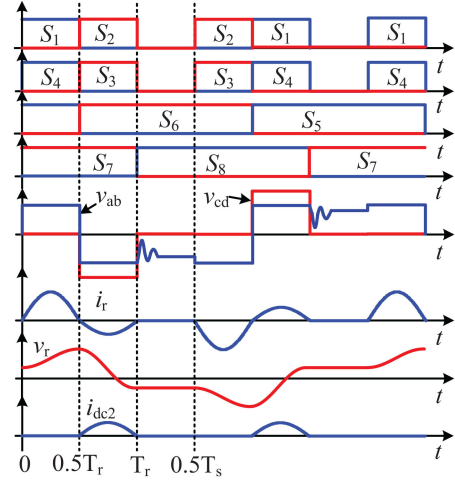 S1 S2 S2 S1 S1
t
S4 S3 S3 S4 S4
t
S6 S5
t
S7 S8 S7
t
vab vcd
t
ir
t
vr
t
idc2
t
0 0.5Tr Tr 0.5Ts